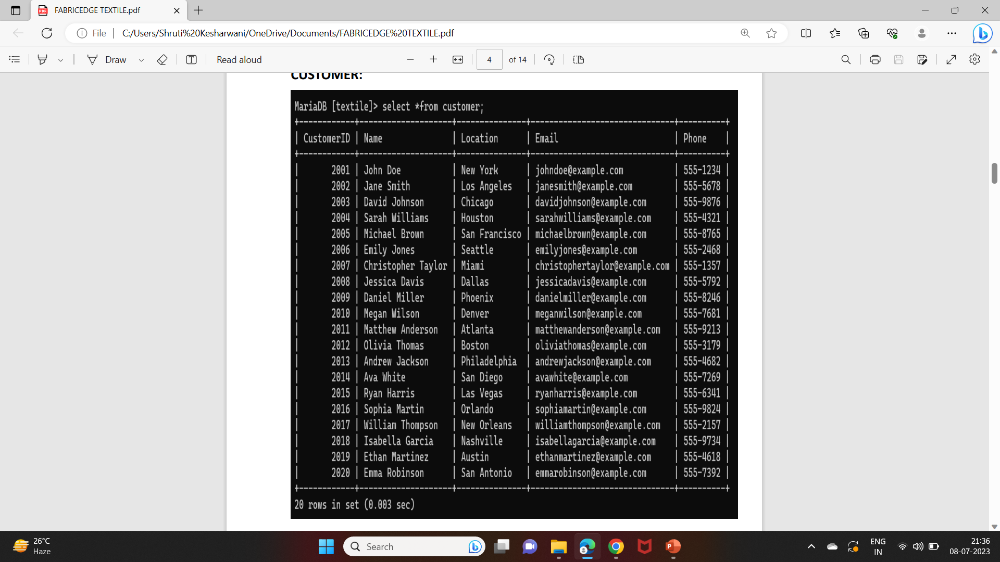 FABRICEDGE TEXTILE.pdf
File C:/Users/Shruti%20Kesharwani/OneDrive/Documents/FABRICEDGE%20TEXTILE.pdf
Draw Read aloud 4 of 14
CUSTOMER:
MariaDB [textile]> select *from customer;
+------------+--------------------+---------------+-------------------------------+----------+
| CustomerID | Name | Location | Email | Phone |
+------------+--------------------+---------------+-------------------------------+----------+
| 2001 | John Doe | New York | johndoe@example.com | 555-1234 |
| 2002 | Jane Smith | Los Angeles | janesmith@example.com | 555-5678 |
| 2003 | David Johnson | Chicago | davidjohnson@example.com | 555-9876 |
| 2004 | Sarah Williams | Houston | sarahwilliams@example.com | 555-4321 |
| 2005 | Michael Brown | San Francisco | michaelbrown@example.com | 555-8765 |
| 2006 | Emily Jones | Seattle | emilyjones@example.com | 555-2468 |
| 2007 | Christopher Taylor | Miami | christophertaylor@example.com | 555-1357 |
| 2008 | Jessica Davis | Dallas | jessicadavis@example.com | 555-5792 |
| 2009 | Daniel Miller | Phoenix | danielmiller@example.com | 555-8246 |
| 2010 | Megan Wilson | Denver | meganwilson@example.com | 555-7681 |
| 2011 | Matthew Anderson | Atlanta | matthewanderson@example.com | 555-9213 |
| 2012 | Olivia Thomas | Boston | oliviathomas@example.com | 555-3179 |
| 2013 | Andrew Jackson | Philadelphia | andrewjackson@example.com | 555-4682 |
| 2014 | Ava White | San Diego | avawhite@example.com | 555-7269 |
| 2015 | Ryan Harris | Las Vegas | ryanharris@example.com | 555-6341 |
| 2016 | Sophia Martin | Orlando | sophiamartin@example.com | 555-9824 |
| 2017 | William Thompson | New Orleans | williamthompson@example.com | 555-2157 |
| 2018 | Isabella Garcia | Nashville | isabellagarcia@example.com | 555-9734 |
| 2019 | Ethan Martinez | Austin | ethanmartinez@example.com | 555-4618 |
| 2020 | Emma Robinson | San Antonio | emmarobinson@example.com | 555-7392 |
+------------+--------------------+---------------+-------------------------------+----------+
20 rows in set (0.003 sec)
26°C
Haze
Search
ENG
IN
21:36
08-07-2023